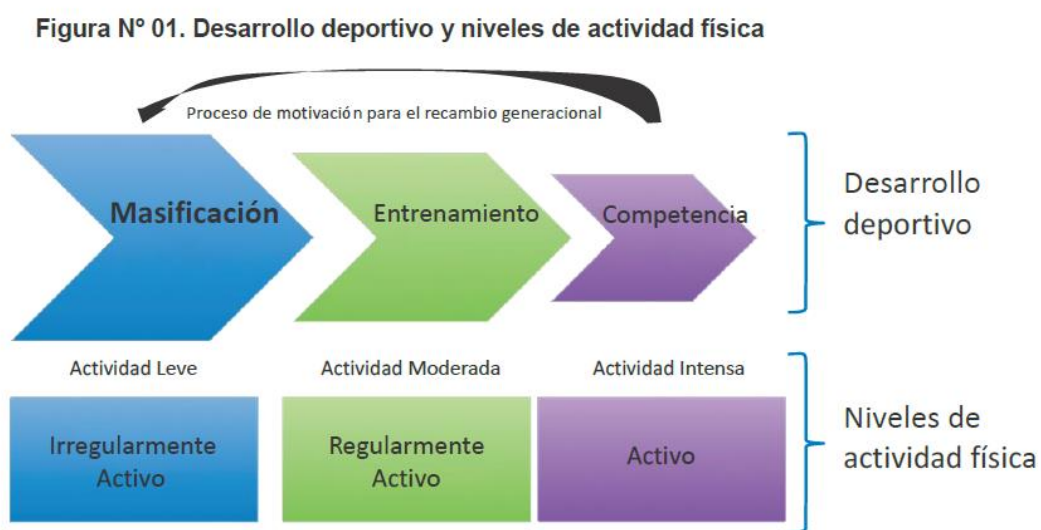 Figura Nº 01. Desarrollo deportivo y niveles de actividad física
Proceso de motivación para el recambio generacional
Masificación
Entrenamiento
Competencia
Desarrollo
deportivo
Actividad Leve
Actividad Moderada
Actividad Intensa
Irregularmente
Activo
Regularmente
Activo
Activo
Niveles de
actividad física